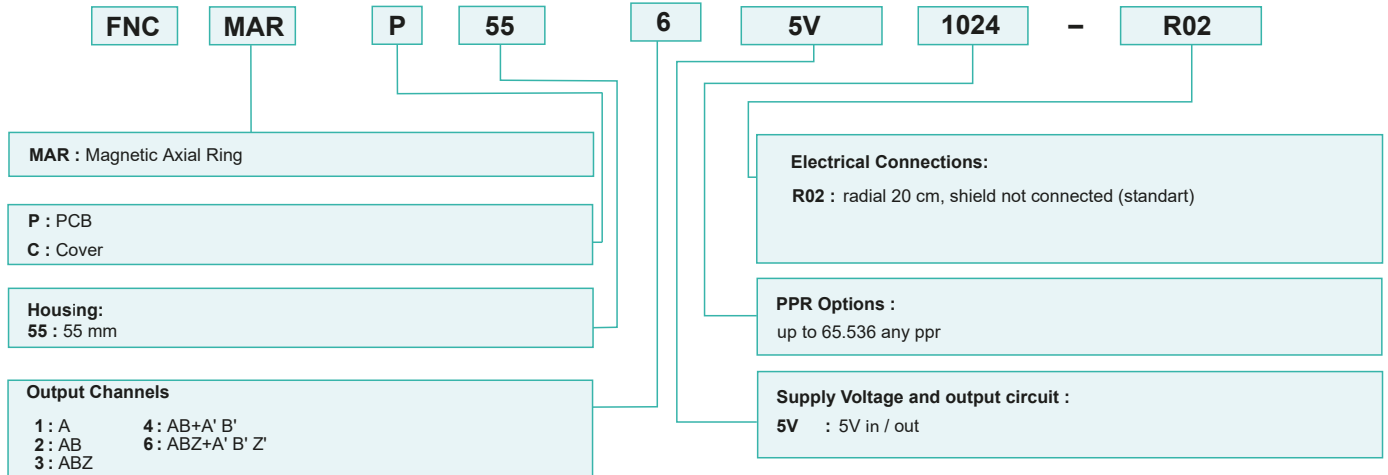 FNC MAR P 55 6 5V 1024 – R02
MAR : Magnetic Axial Ring
P : PCB
C : Cover
Housing:
55 : 55 mm
Output Channels
1 : A 4 : AB+A' B'
2 : AB 6 : ABZ+A' B' Z'
3 : ABZ
Electrical Connections:
R02 : radial 20 cm, shield not connected (standart)
PPR Options :
up to 65.536 any ppr
Supply Voltage and output circuit :
5V : 5V in / out